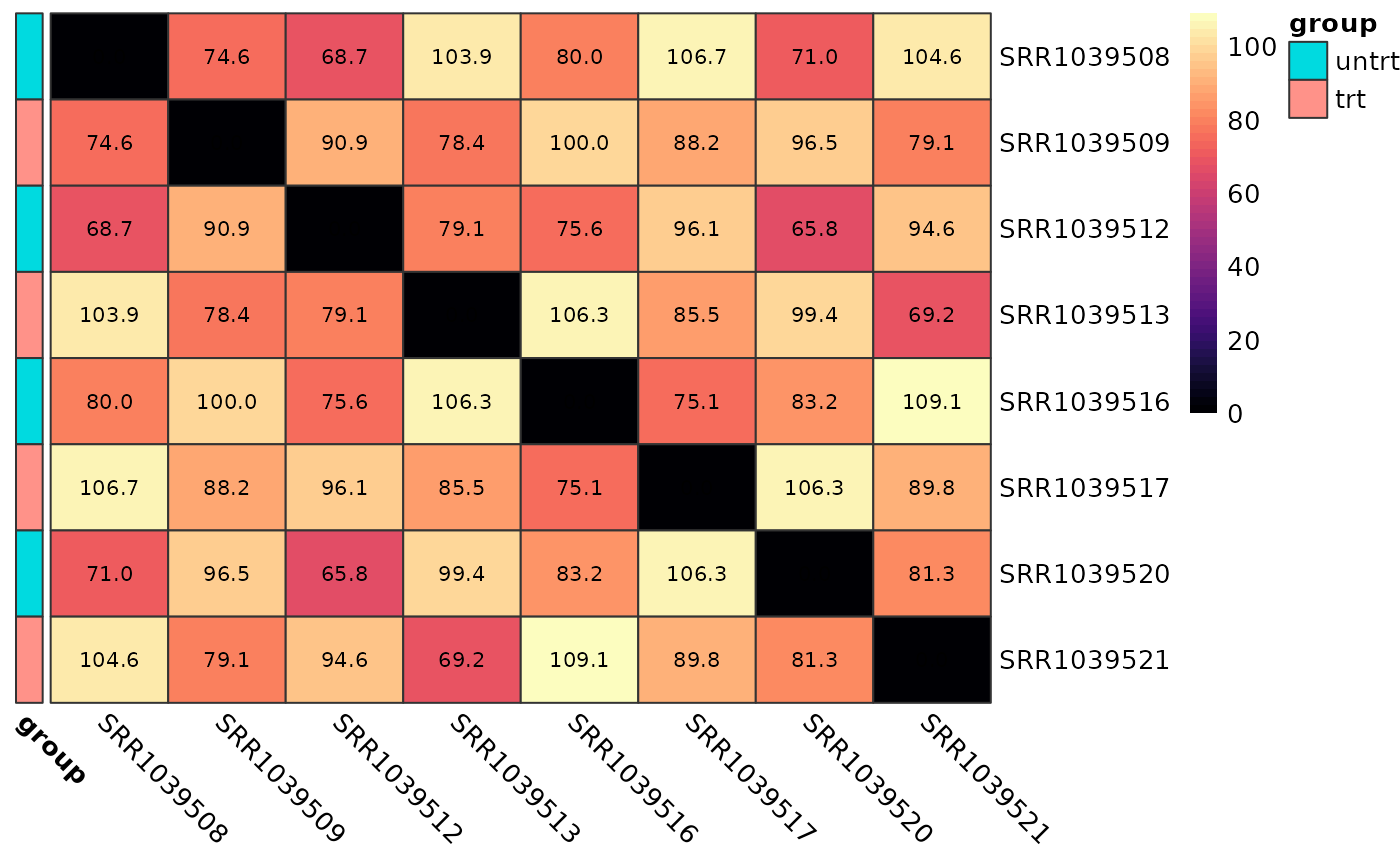 74.6 68.7 103.9 80.0 106.7 71.0 104.6 SRR1039508
74.6 90.9 78.4 100.0 88.2 96.5 79.1 SRR1039509
68.7 90.9 79.1 75.6 96.1 65.8 94.6 SRR1039512
103.9 78.4 79.1 106.3 85.5 99.4 69.2 SRR1039513
80.0 100.0 75.6 106.3 75.1 83.2 109.1 SRR1039516
106.7 88.2 96.1 85.5 75.1 106.3 89.8 SRR1039517
71.0 96.5 65.8 99.4 83.2 106.3 81.3 SRR1039520
104.6 79.1 94.6 69.2 109.1 89.8 81.3 SRR1039521
group
SRR1039508
SRR1039509
SRR1039512
SRR1039513
SRR1039516
SRR1039517
SRR1039520
SRR1039521
100
80
60
40
20
0
group
untrt
trt